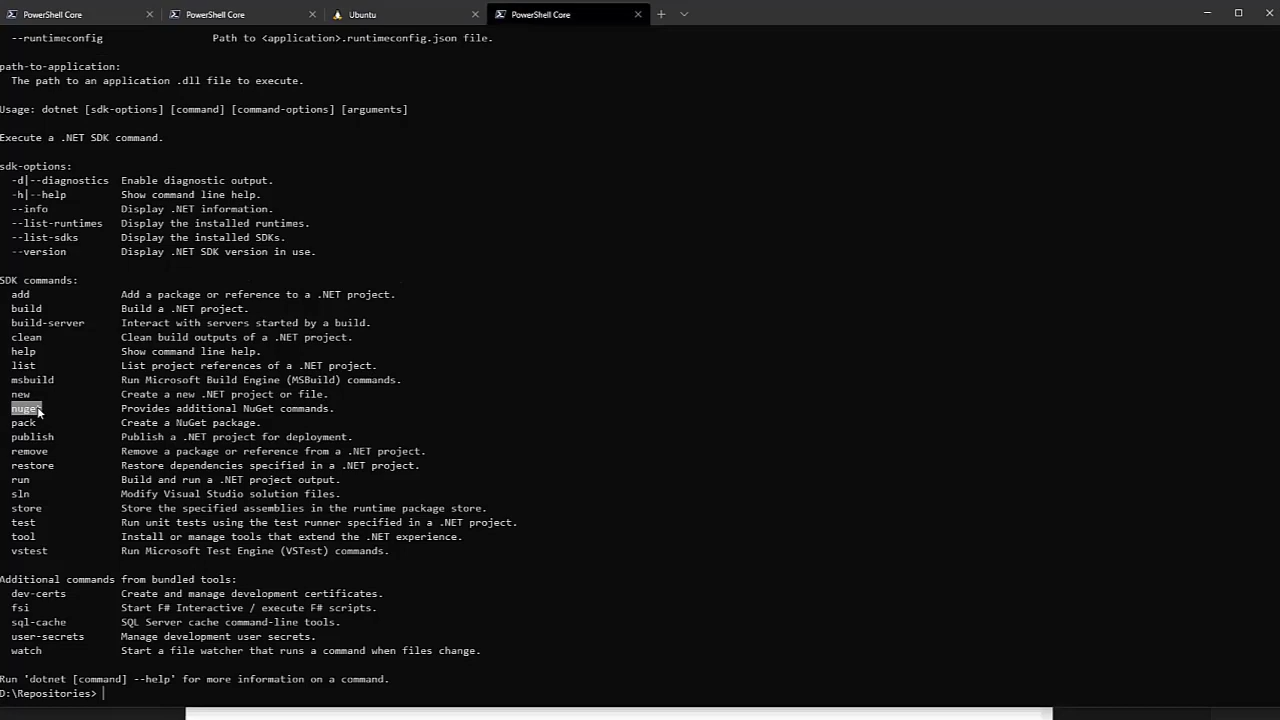 PowerShell Core
PowerShell Core
Ubuntu
PowerShell Core
--runtimeconfig Path to <application>.runtimeconfig.json file.
path-to-application:
The path to an application .dll file to execute.
Usage: dotnet [sdk-options] [command] [command-options] [arguments]
Execute a .NET SDK command.
sdk-options:
-d|--diagnostics Enable diagnostic output.
-h|--help Show command line help.
--info Display .NET information.
--list-runtimes Display the installed runtimes.
--list-sdks Display the installed SDKs.
--version Display .NET SDK version in use.
SDK commands:
add Add a package or reference to a .NET project.
build Build a .NET project.
build-server Interact with servers started by a build.
clean Clean build outputs of a .NET project.
help Show command line help.
list List project references of a .NET project.
msbuild Run Microsoft Build Engine (MSBuild) commands.
new Create a new .NET project or file.
nuget Provides additional NuGet commands.
pack Create a NuGet package.
publish Publish a .NET project for deployment.
remove Remove a package or reference from a .NET project.
restore Restore dependencies specified in a .NET project.
run Build and run a .NET project output.
sln Modify Visual Studio solution files.
store Store the specified assemblies in the runtime package store.
test Run unit tests using the test runner specified in a .NET project.
tool Install or manage tools that extend the .NET experience.
vstest Run Microsoft Test Engine (VSTest) commands.
Additional commands from bundled tools:
dev-certs Create and manage development certificates.
fsi Start F# Interactive / execute F# scripts.
sql-cache SQL Server cache command-line tools.
user-secrets Manage development user secrets.
watch Start a file watcher that runs a command when files change.
Run 'dotnet [command] --help' for more information on a command.
D:\Repositories>